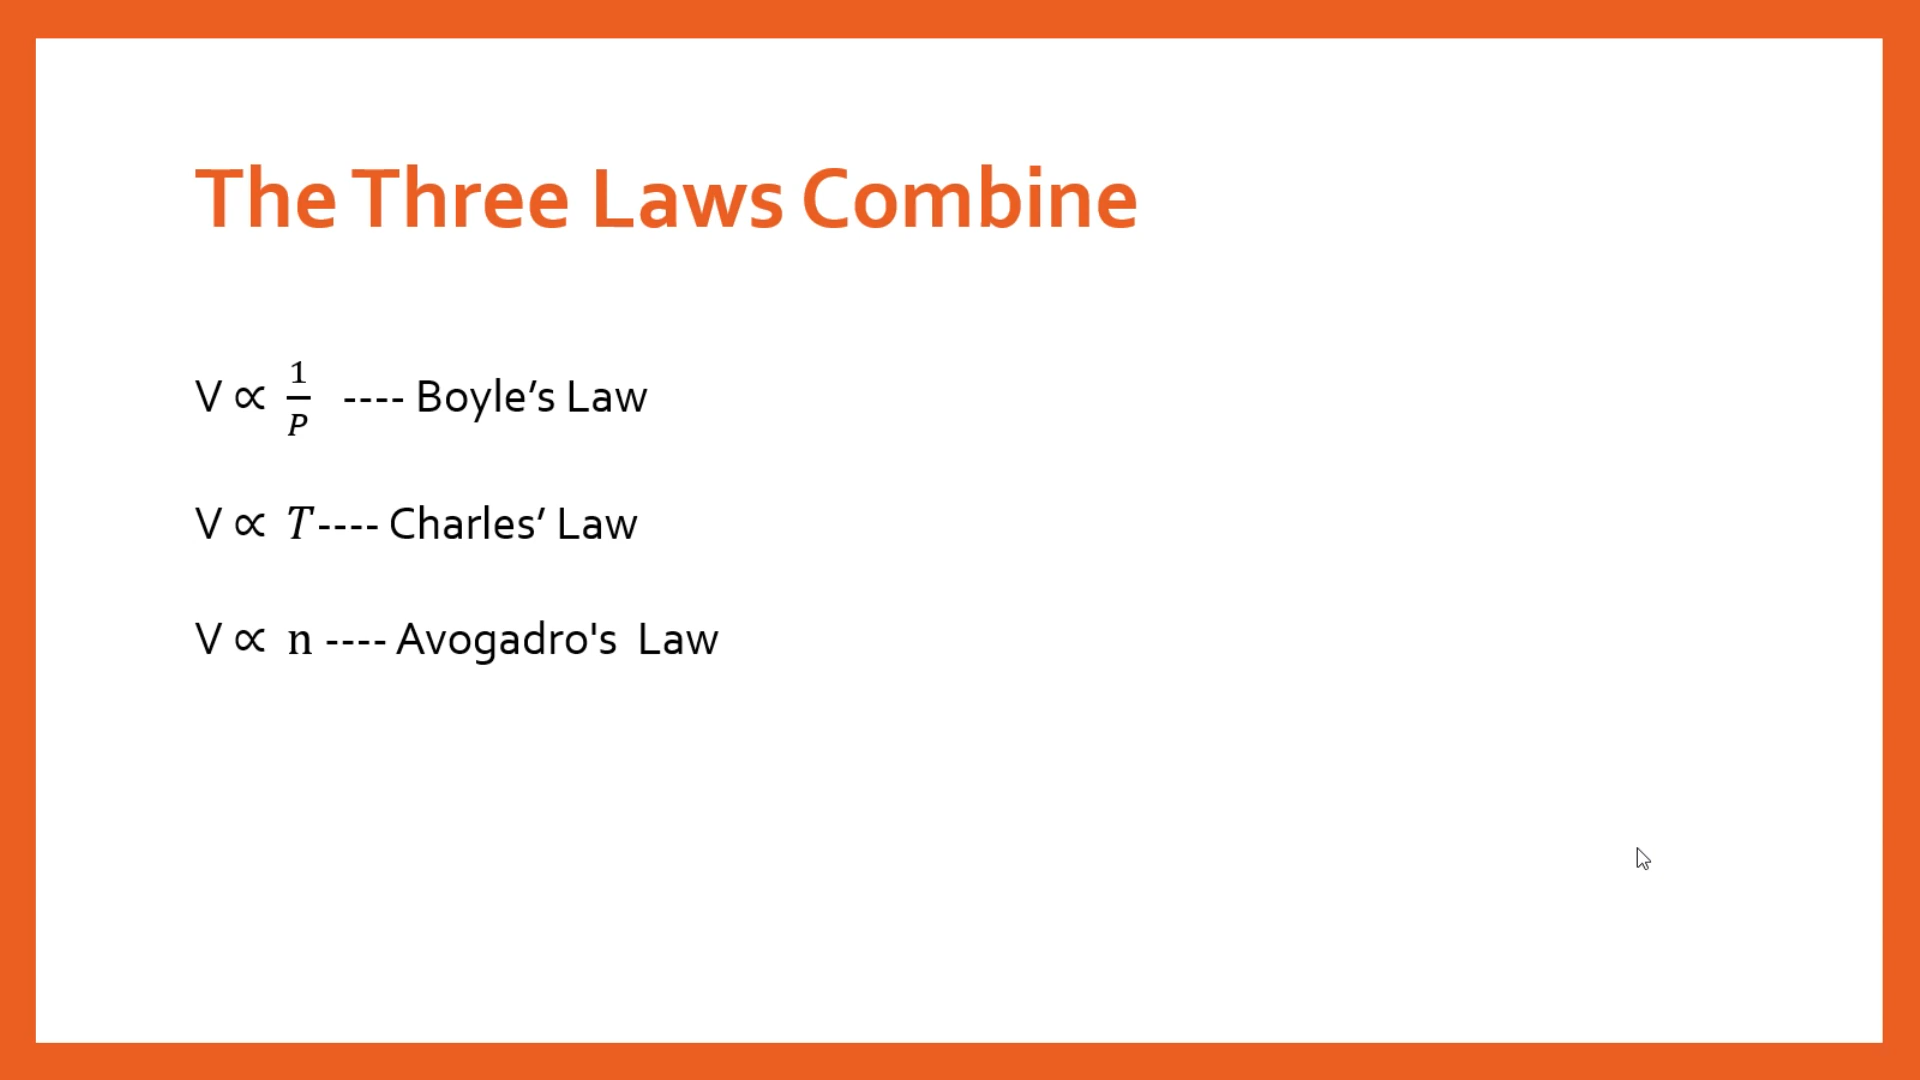 The Three Laws Combine
V ∝ 1/P ---- Boyle’s Law
V ∝ T---- Charles’ Law
V ∝ n ---- Avogadro's Law